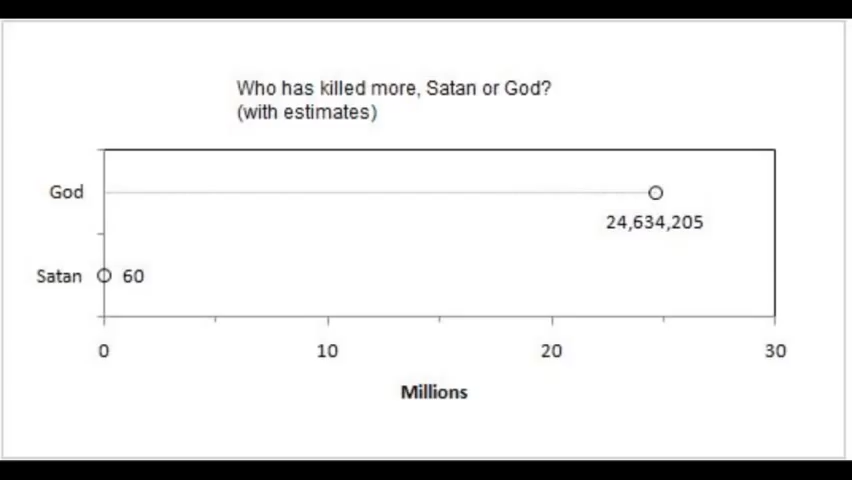 Who has killed more, Satan or God?
(with estimates)
God
24,634,205
Satan
60
0
10
20
30
Millions